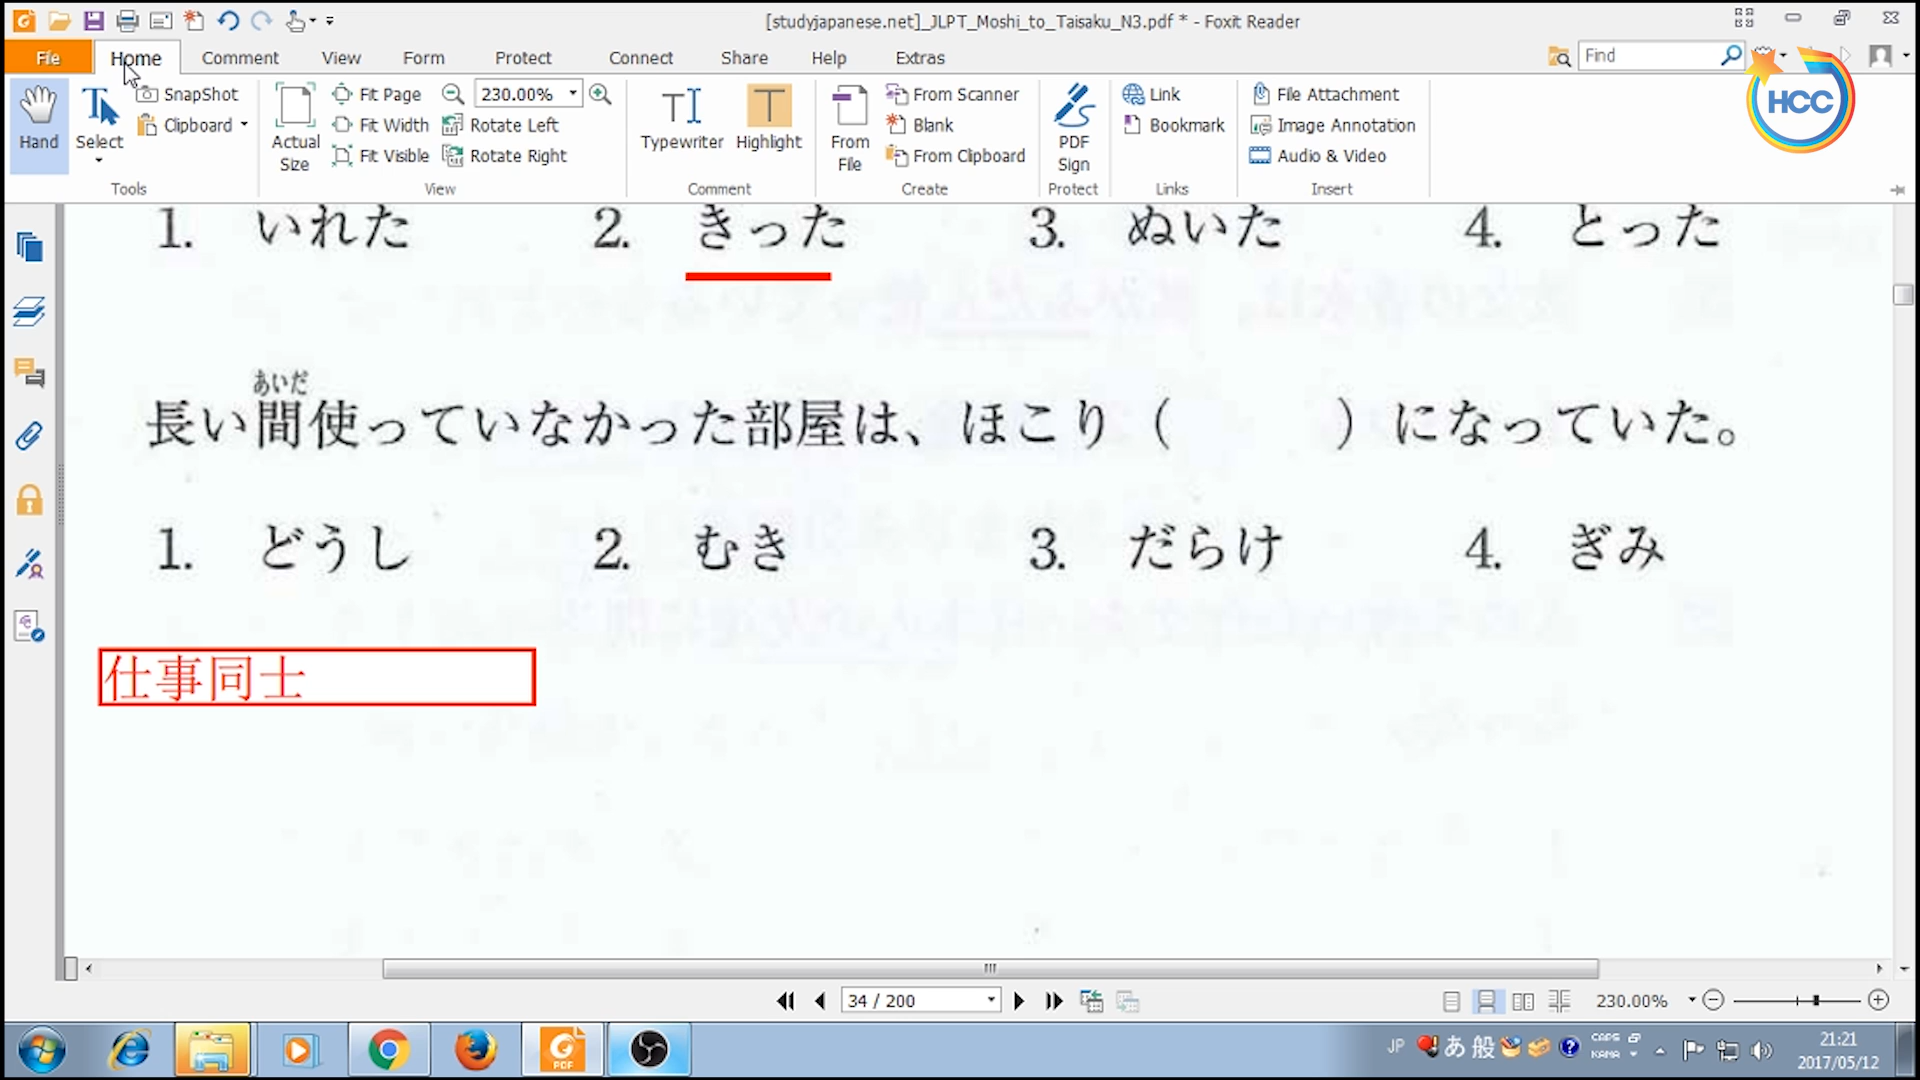 [studyjapanese.net]_JLPT_Moshi_to_Taisaku_N3.pdf * - Foxit Reader
File Home Comment View Form Protect Connect Share Help Extras Find
Hand
Select
SnapShot
Clipboard
Tools
Actual Size
Fit Page
Fit Width
Fit Visible
230.00%
Rotate Left
Rotate Right
View
Typewriter
Highlight
Comment
From File
From Scanner
Blank
From Clipboard
Create
PDF Sign
Protect
Link
Bookmark
Links
File Attachment
Image Annotation
Audio & Video
Insert
HCC
1. いれた 2. きった 3. ぬいた 4. とった
あいだ
長い間使っていなかった部屋は、ほこり（ ）になっていた。
1. どうし 2. むき 3. だらけ 4. ぎみ
仕事同士
34 / 200
230.00%
PDF
JP あ 般 CAPS KANA
21:21
2017/05/12